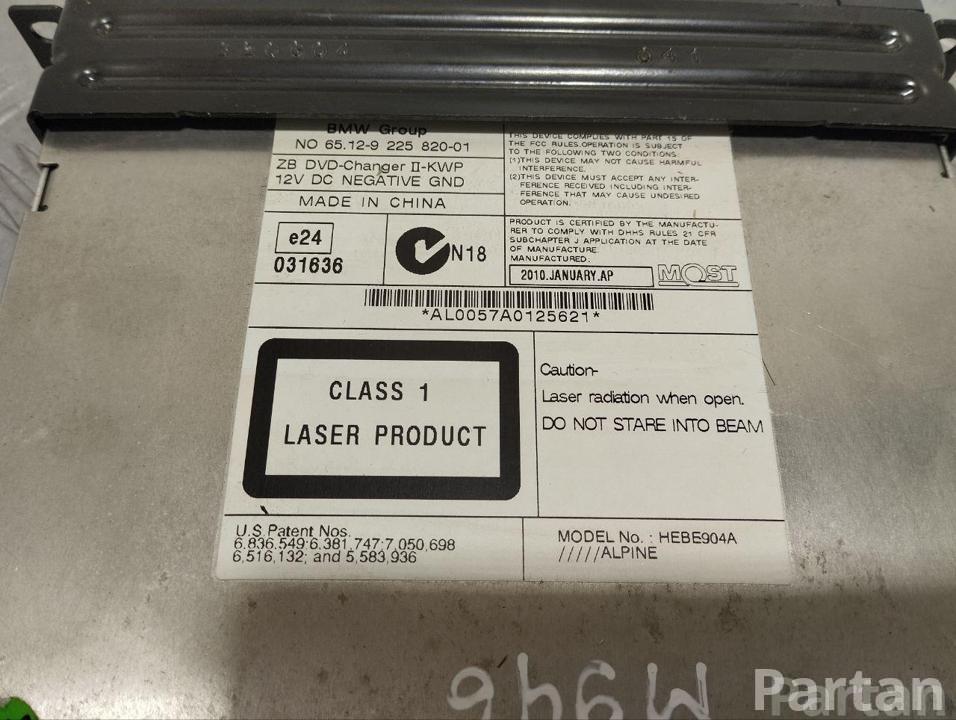 041
BMW Group
NO 65.12-9 225 820-01
ZB DVD-Changer II-KWP
12V DC NEGATIVE GND
MADE IN CHINA
THIS DEVICE COMPLIES WITH PART 15 OF
THE FCC RULES.OPERATION IS SUBJECT
TO THE FOLLOWING TWO CONDITIONS:
(1)THIS DEVICE MAY NOT CAUSE HARMFUL
INTERFERENCE.
(2)THIS DEVICE MUST ACCEPT ANY INTER-
FERENCE RECEIVED INCLUDING INTER-
FERENCE THAT MAY CAUSE UNDESIRED
OPERATION.
e24
031636
N18
PRODUCT IS CERTIFIED BY THE MANUFACTU-
RER TO COMPLY WITH DHHS RULES 21 CFR
SUBCHAPTER J APPLICATION AT THE DATE
OF MANUFACTURE.
MANUFACTURED:
2010.JANUARY.AP
MOST
*AL0057A0125621*
CLASS 1
LASER PRODUCT
Caution-
Laser radiation when open.
DO NOT STARE INTO BEAM
U.S.Patent Nos.
6,836,549;6,381,747;7,050,698
6,516,132; and 5,583,936
MODEL No. : HEBE904A
/////ALPINE
M946
Partan